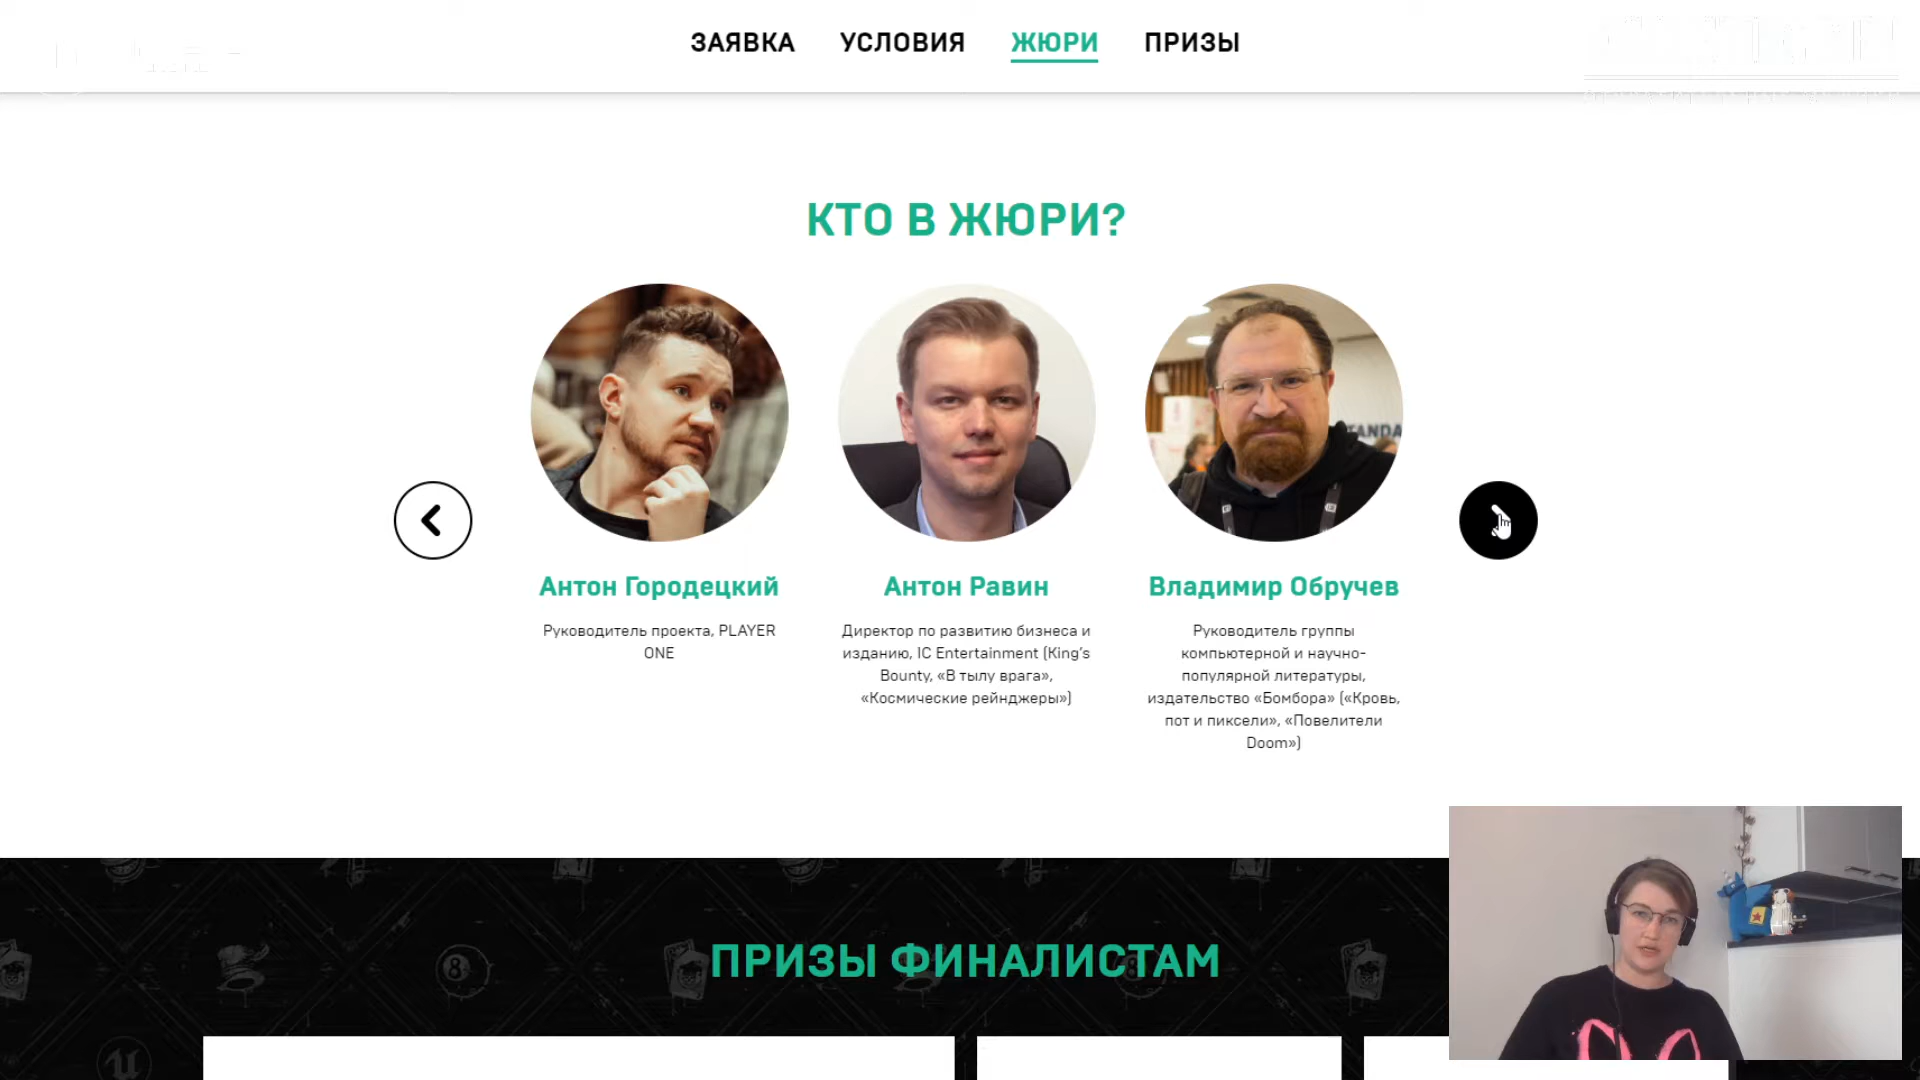 ЗАЯВКА УСЛОВИЯ ЖЮРИ ПРИЗЫ
КТО В ЖЮРИ?
TANDA
Антон Городецкий
Руководитель проекта, PLAYER
ONE
Антон Равин
Директор по развитию бизнеса и
изданию, IC Entertainment (King's
Bounty, «В тылу врага»,
«Космические рейнджеры»)
Владимир Обручев
Руководитель группы
компьютерной и научно-
популярной литературы,
издательство «Бомбора» («Кровь,
пот и пиксели», «Повелители
Doom»)
ПРИЗЫ ФИНАЛИСТАМ
8